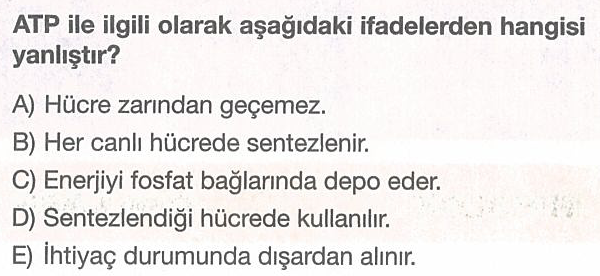 ATP ile ilgili olarak aşağıdaki ifadelerden hangisi
yanlıştır?
A) Hücre zarından geçemez.
B) Her canlı hücrede sentezlenir.
C) Enerjiyi fosfat bağlarında depo eder.
D) Sentezlendiği hücrede kullanılır.
E) İhtiyaç durumunda dışardan alınır.